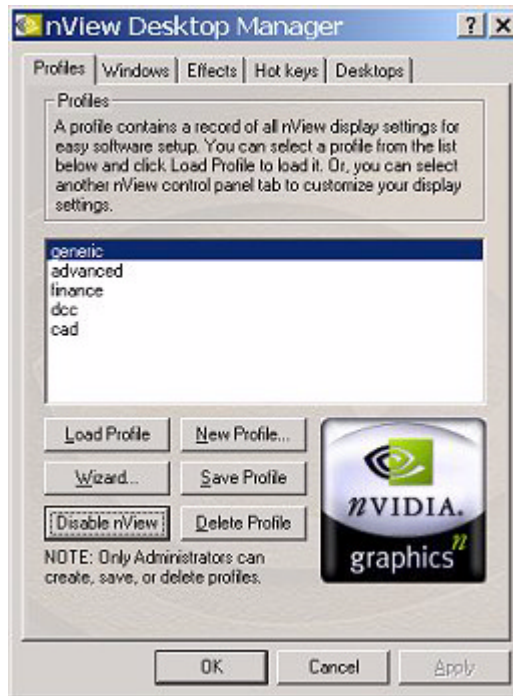 nView Desktop Manager
Profiles Windows Effects Hot keys Desktops
Profiles
A profile contains a record of all nView display settings for
easy software setup. You can select a profile from the list
below and click Load Profile to load it. Or, you can select
another nView control panel tab to customize your display
settings.
generic
advanced
finance
dcc
cad
Load Profile New Profile...
Wizard... Save Profile
Disable nView Delete Profile
NOTE: Only Administrators can
create, save, or delete profiles.
nVIDIA.
graphics n
OK Cancel Apply